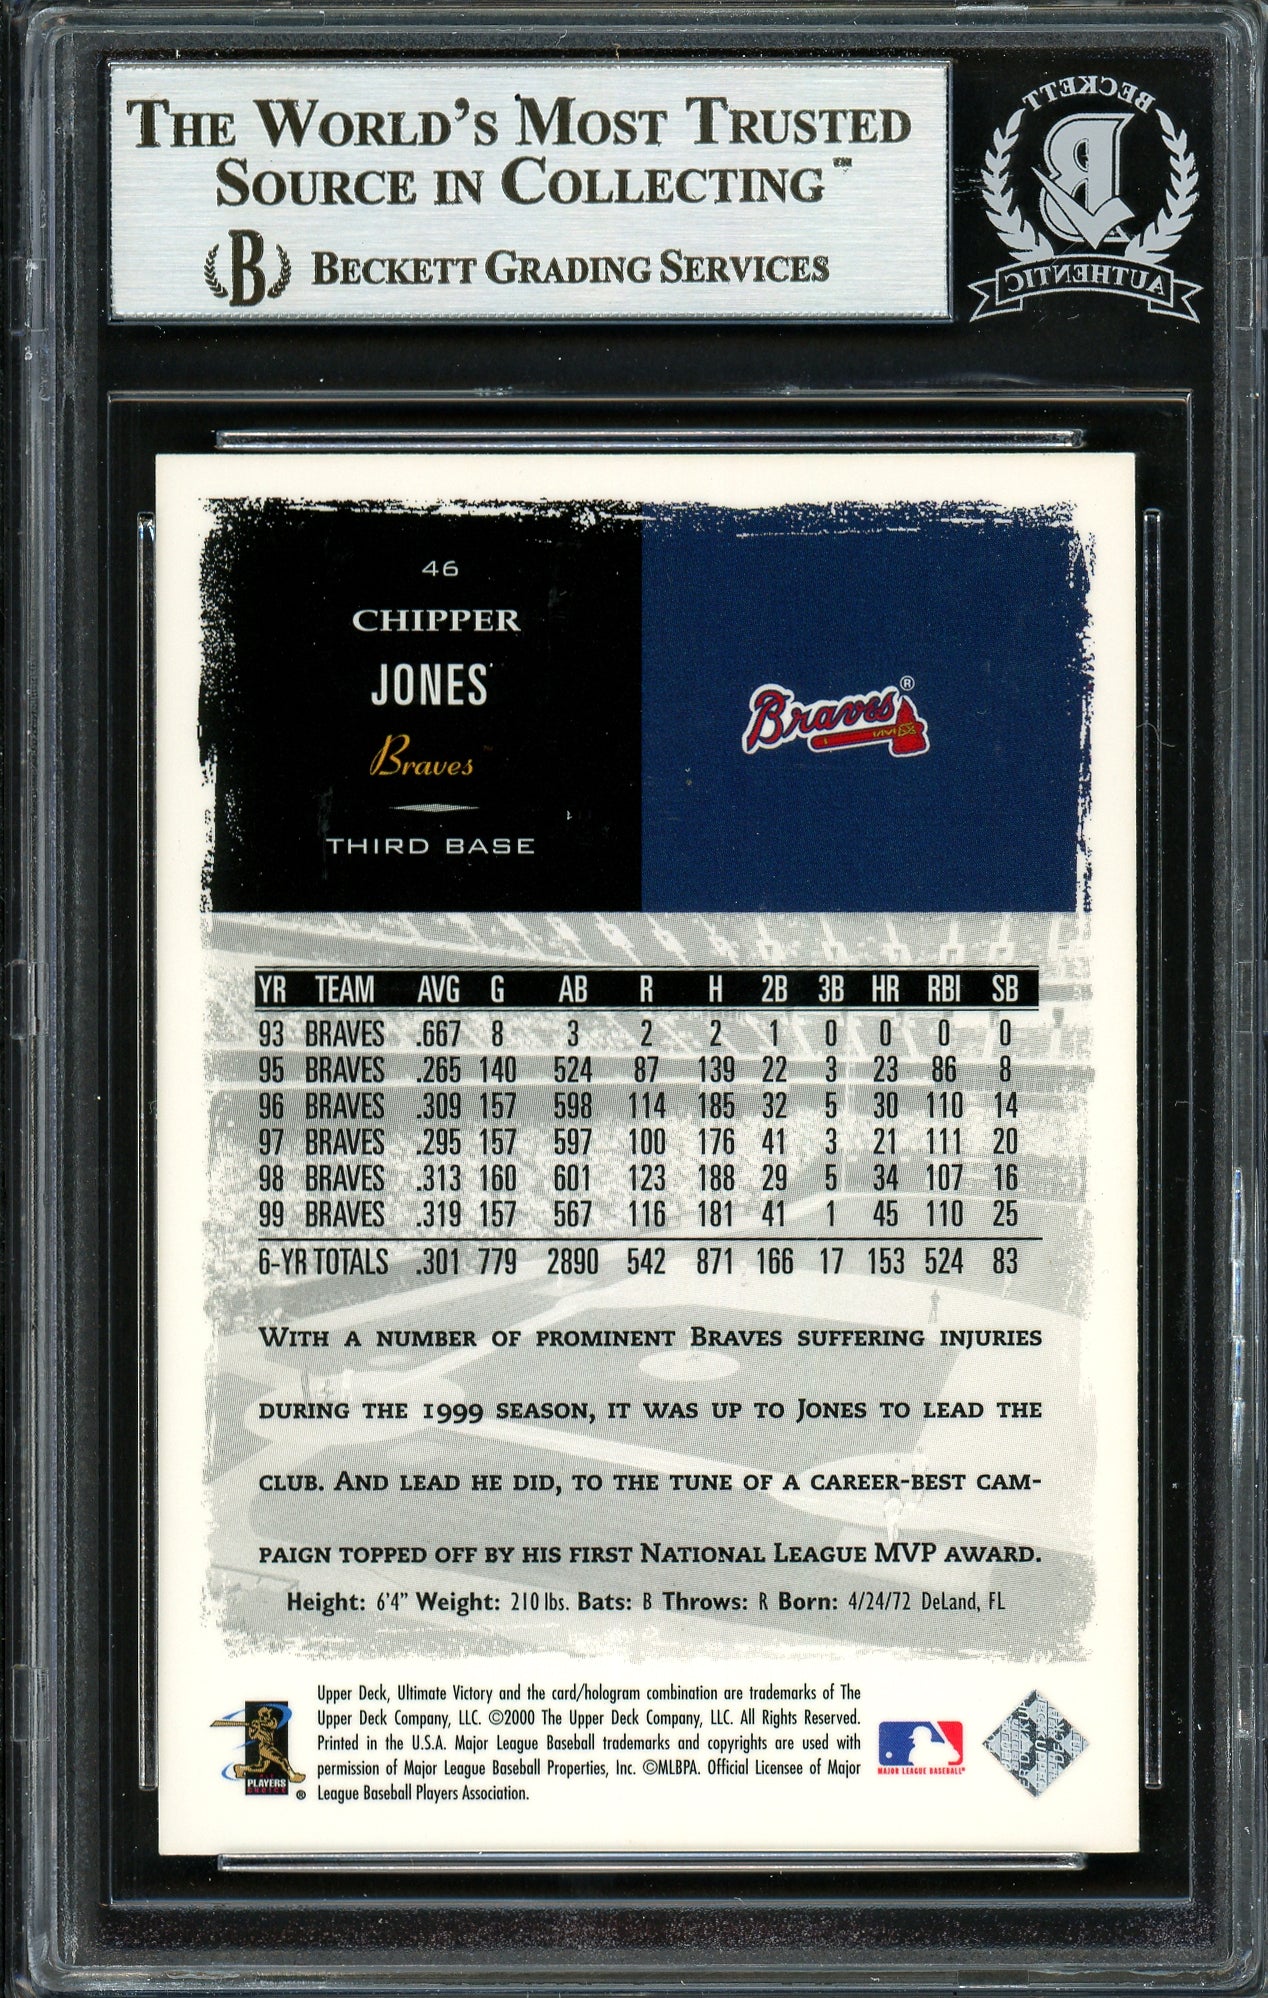 THE WORLD'S MOST TRUSTED
SOURCE IN COLLECTING™
B BECKETT GRADING SERVICES
BECKETT
B
AUTHENTIC
46
CHIPPER
JONES
Braves™
THIRD BASE
Braves®
YR TEAM AVG G AB R H 2B 3B HR RBI SB
93 BRAVES .667 8 3 2 2 1 0 0 0 0
95 BRAVES .265 140 524 87 139 22 3 23 86 8
96 BRAVES .309 157 598 114 185 32 5 30 110 14
97 BRAVES .295 157 597 100 176 41 3 21 111 20
98 BRAVES .313 160 601 123 188 29 5 34 107 16
99 BRAVES .319 157 567 116 181 41 1 45 110 25
6-YR TOTALS .301 779 2890 542 871 166 17 153 524 83
WITH A NUMBER OF PROMINENT BRAVES SUFFERING INJURIES
DURING THE 1999 SEASON, IT WAS UP TO JONES TO LEAD THE
CLUB. AND LEAD HE DID, TO THE TUNE OF A CAREER-BEST CAM-
PAIGN TOPPED OFF BY HIS FIRST NATIONAL LEAGUE MVP AWARD.
Height: 6'4" Weight: 210 lbs. Bats: B Throws: R Born: 4/24/72 DeLand, FL
Upper Deck, Ultimate Victory and the card/hologram combination are trademarks of The
Upper Deck Company, LLC. ©2000 The Upper Deck Company, LLC. All Rights Reserved.
Printed in the U.S.A. Major League Baseball trademarks and copyrights are used with
permission of Major League Baseball Properties, Inc. ©MLBPA. Official Licensee of Major
League Baseball Players Association.
PLAYERS
CHOICE
®
MAJOR LEAGUE BASEBALL®